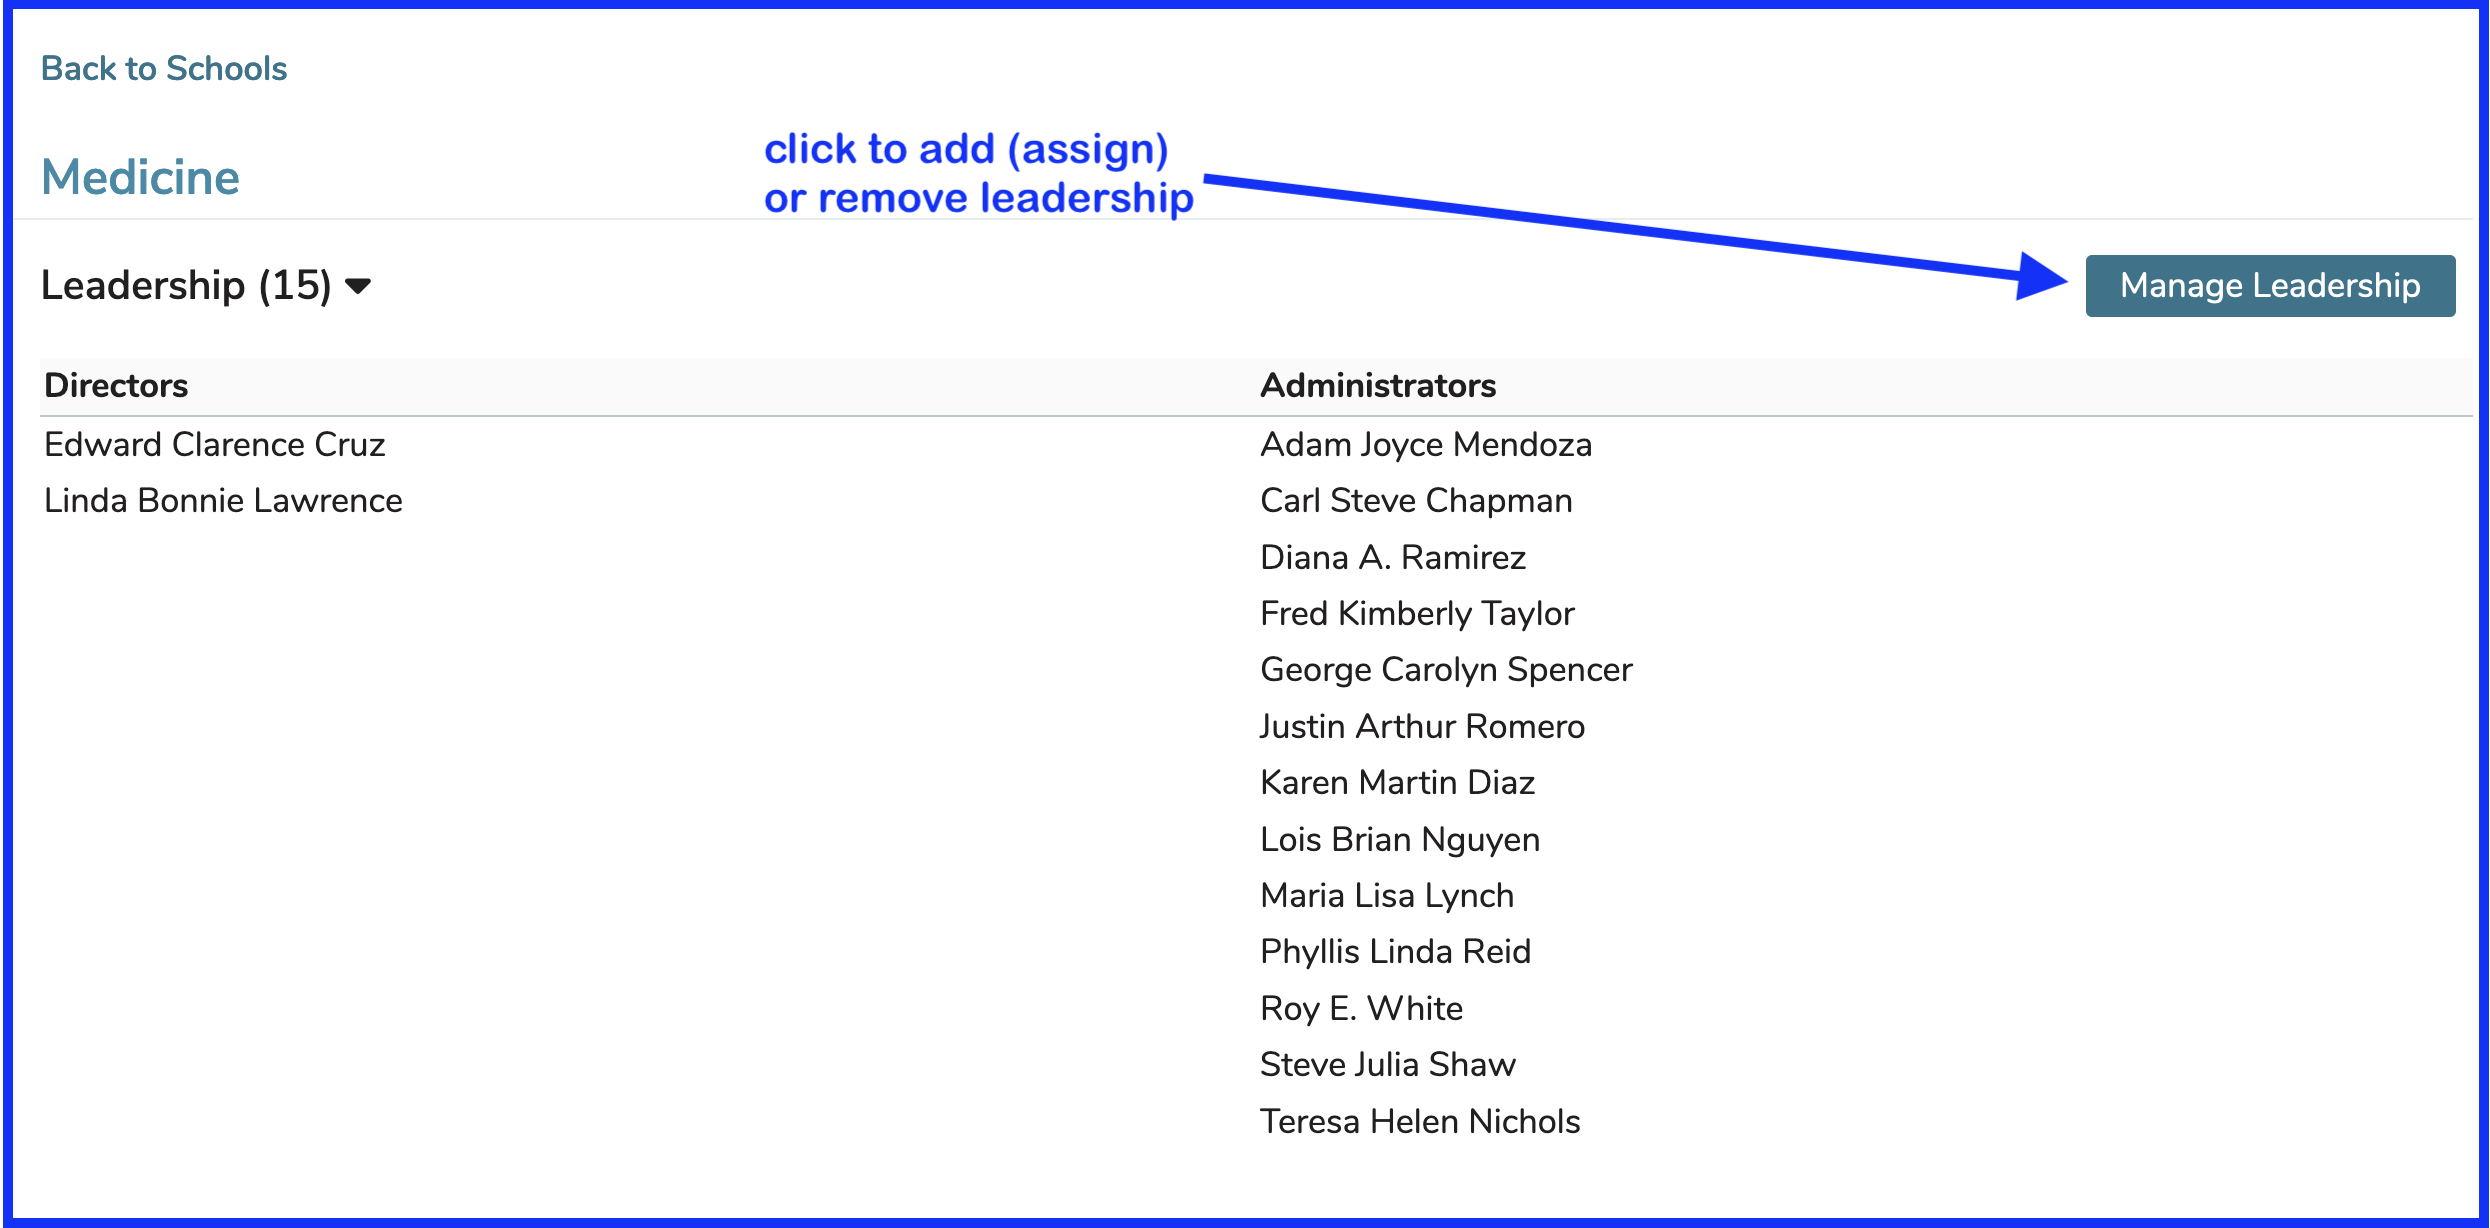 Back to Schools
Medicine
click to add (assign)
or remove leadership
Leadership (15)
Manage Leadership
Directors
Administrators
Edward Clarence Cruz
Adam Joyce Mendoza
Linda Bonnie Lawrence
Carl Steve Chapman
Diana A. Ramirez
Fred Kimberly Taylor
George Carolyn Spencer
Justin Arthur Romero
Karen Martin Diaz
Lois Brian Nguyen
Maria Lisa Lynch
Phyllis Linda Reid
Roy E. White
Steve Julia Shaw
Teresa Helen Nichols